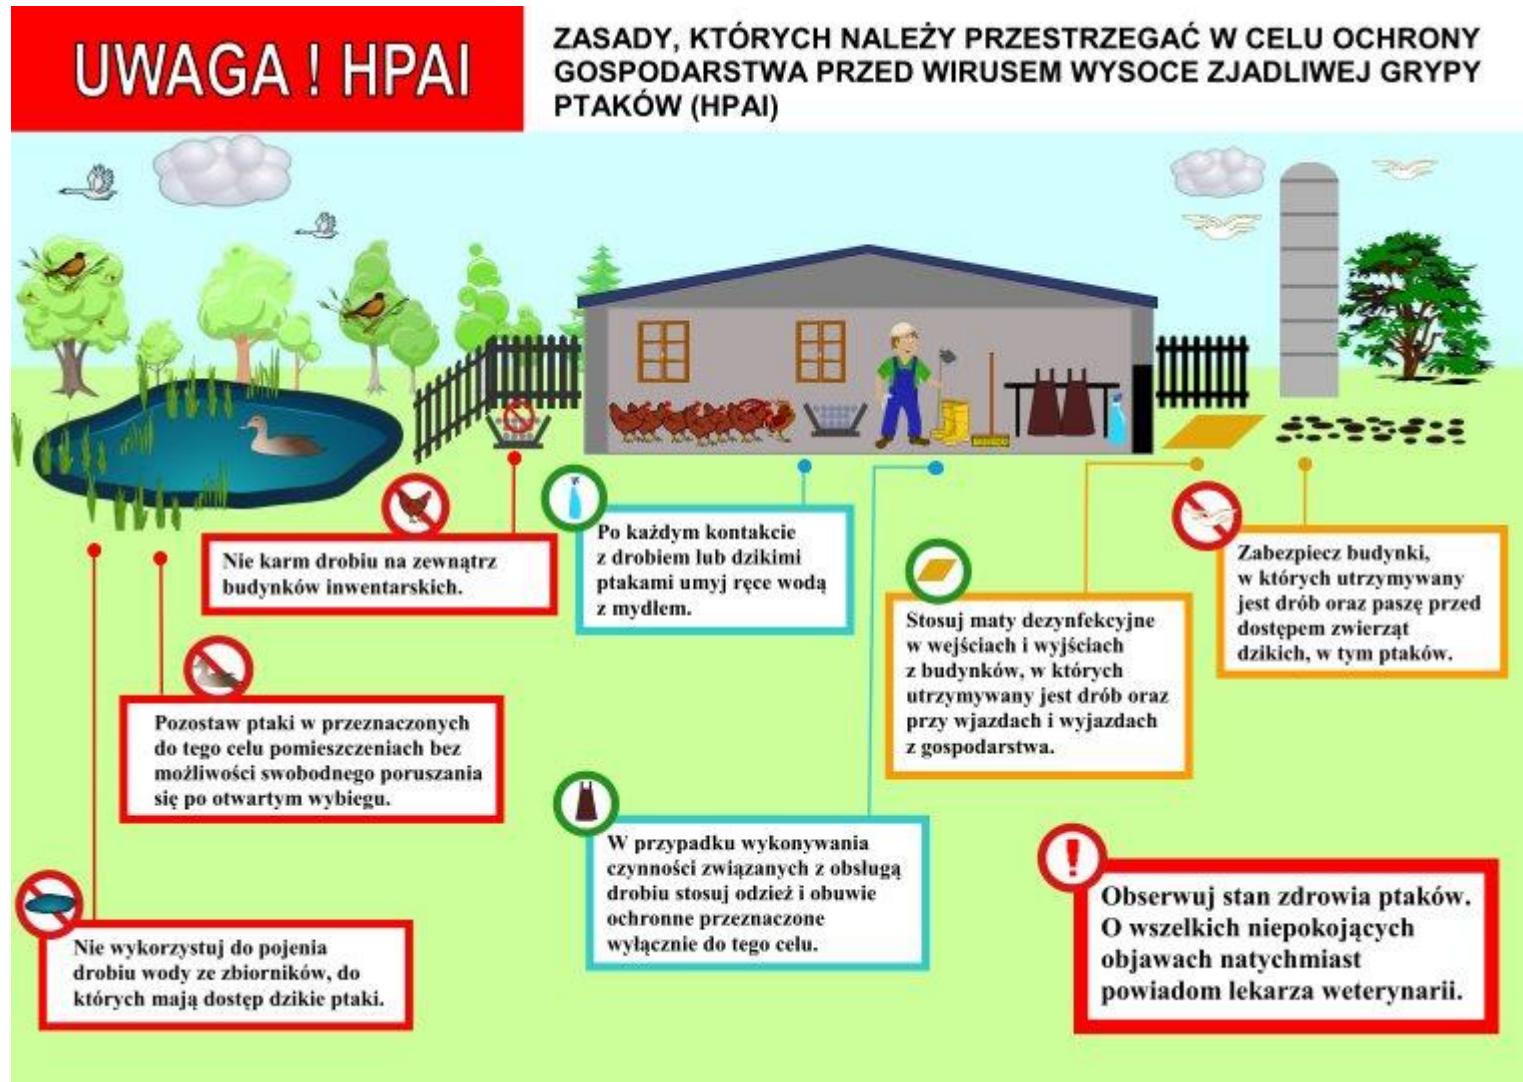 UWAGA ! HPAI
ZASADY, KTÓRYCH NALEŻY PRZESTRZEGAĆ W CELU OCHRONY
GOSPODARSTWA PRZED WIRUSEM WYSOCE ZJADLIWEJ GRYPY
PTAKÓW (HPAI)
Nie karm drobiu na zewnątrz
budynków inwentarskich.
Po każdym kontakcie
z drobiem lub dzikimi
ptakami umyj ręce wodą
z mydłem.
Stosuj maty dezynfekcyjne
w wejściach i wyjściach
z budynków, w których
utrzymywany jest drób oraz
przy wjazdach i wyjazdach
z gospodarstwa.
Zabezpiecz budynki,
w których utrzymywany
jest drób oraz paszę przed
dostępem zwierząt
dzikich, w tym ptaków.
Pozostaw ptaki w przeznaczonych
do tego celu pomieszczeniach bez
możliwości swobodnego poruszania
się po otwartym wybiegu.
W przypadku wykonywania
czynności związanych z obsługą
drobiu stosuj odzież i obuwie
ochronne przeznaczone
wyłącznie do tego celu.
Nie wykorzystuj do pojenia
drobiu wody ze zbiorników, do
których mają dostęp dzikie ptaki.
Obserwuj stan zdrowia ptaków.
O wszelkich niepokojących
objawach natychmiast
powiadom lekarza weterynarii.